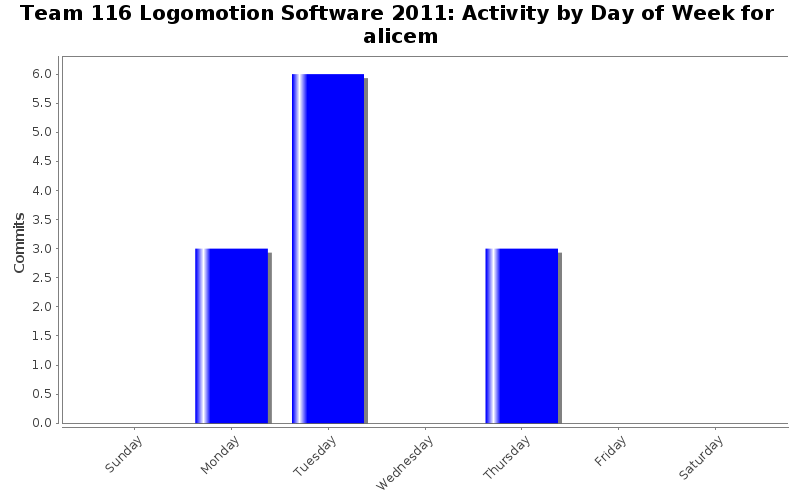 Team 116 Logomotion Software 2011: Activity by Day of Week for
alicem
6.0
5.5
5.0
4.5
4.0
3.5
3.0
2.5
2.0
1.5
1.0
0.5
0.0
Commits
Sunday
Monday
Tuesday
Wednesday
Thursday
Friday
Saturday